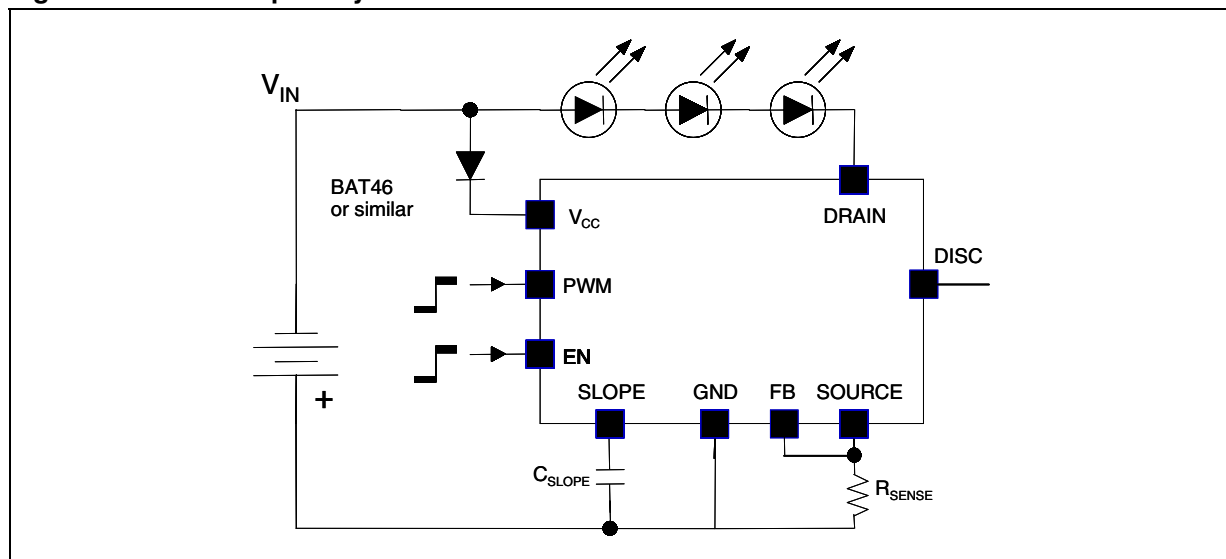 V_IN
BAT46
or similar
V_CC
DRAIN
DISC
PWM
EN
SLOPE
GND
FB
SOURCE
+
C_SLOPE
R_SENSE